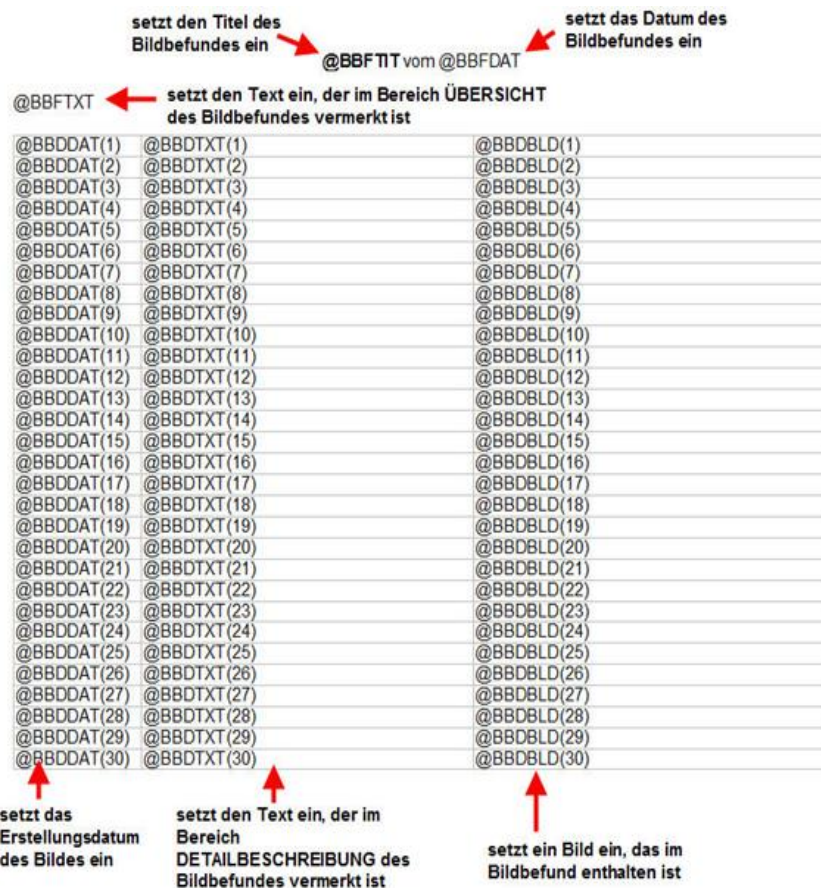 setzt den Titel des
Bildbefundes ein
setzt das Datum des
Bildbefundes ein
@BBFTIT vom @BBFDAT
@BBFTXT
setzt den Text ein, der im Bereich ÜBERSICHT
des Bildbefundes vermerkt ist
@BBDDAT(1) @BBDTXT(1) @BBDBLD(1)
@BBDDAT(2) @BBDTXT(2) @BBDBLD(2)
@BBDDAT(3) @BBDTXT(3) @BBDBLD(3)
@BBDDAT(4) @BBDTXT(4) @BBDBLD(4)
@BBDDAT(5) @BBDTXT(5) @BBDBLD(5)
@BBDDAT(6) @BBDTXT(6) @BBDBLD(6)
@BBDDAT(7) @BBDTXT(7) @BBDBLD(7)
@BBDDAT(8) @BBDTXT(8) @BBDBLD(8)
@BBDDAT(9) @BBDTXT(9) @BBDBLD(9)
@BBDDAT(10) @BBDTXT(10) @BBDBLD(10)
@BBDDAT(11) @BBDTXT(11) @BBDBLD(11)
@BBDDAT(12) @BBDTXT(12) @BBDBLD(12)
@BBDDAT(13) @BBDTXT(13) @BBDBLD(13)
@BBDDAT(14) @BBDTXT(14) @BBDBLD(14)
@BBDDAT(15) @BBDTXT(15) @BBDBLD(15)
@BBDDAT(16) @BBDTXT(16) @BBDBLD(16)
@BBDDAT(17) @BBDTXT(17) @BBDBLD(17)
@BBDDAT(18) @BBDTXT(18) @BBDBLD(18)
@BBDDAT(19) @BBDTXT(19) @BBDBLD(19)
@BBDDAT(20) @BBDTXT(20) @BBDBLD(20)
@BBDDAT(21) @BBDTXT(21) @BBDBLD(21)
@BBDDAT(22) @BBDTXT(22) @BBDBLD(22)
@BBDDAT(23) @BBDTXT(23) @BBDBLD(23)
@BBDDAT(24) @BBDTXT(24) @BBDBLD(24)
@BBDDAT(25) @BBDTXT(25) @BBDBLD(25)
@BBDDAT(26) @BBDTXT(26) @BBDBLD(26)
@BBDDAT(27) @BBDTXT(27) @BBDBLD(27)
@BBDDAT(28) @BBDTXT(28) @BBDBLD(28)
@BBDDAT(29) @BBDTXT(29) @BBDBLD(29)
@BBDDAT(30) @BBDTXT(30) @BBDBLD(30)
setzt das
Erstellungsdatum
des Bildes ein
setzt den Text ein, der im
Bereich
DETAILBESCHREIBUNG des
Bildbefundes vermerkt ist
setzt ein Bild ein, das im
Bildbefund enthalten ist